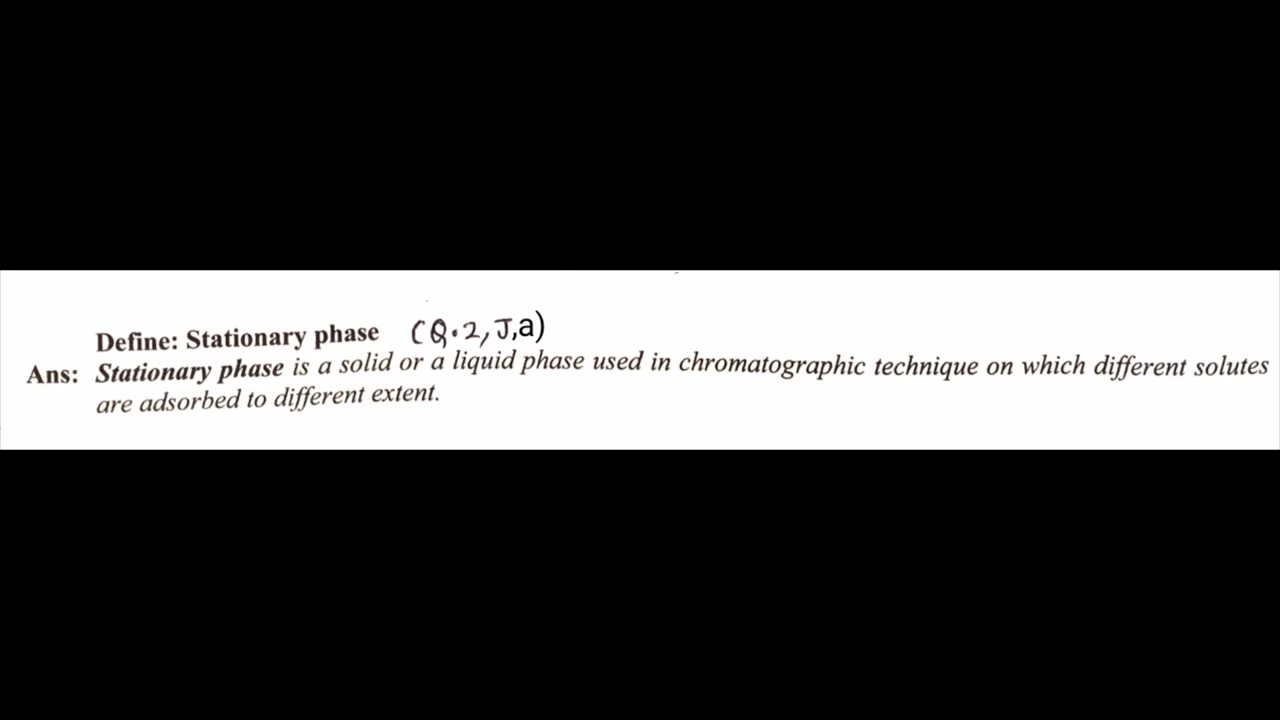 Define: Stationary phase (Q.2,J,a)
Ans: Stationary phase is a solid or a liquid phase used in chromatographic technique on which different solutes
are adsorbed to different extent.